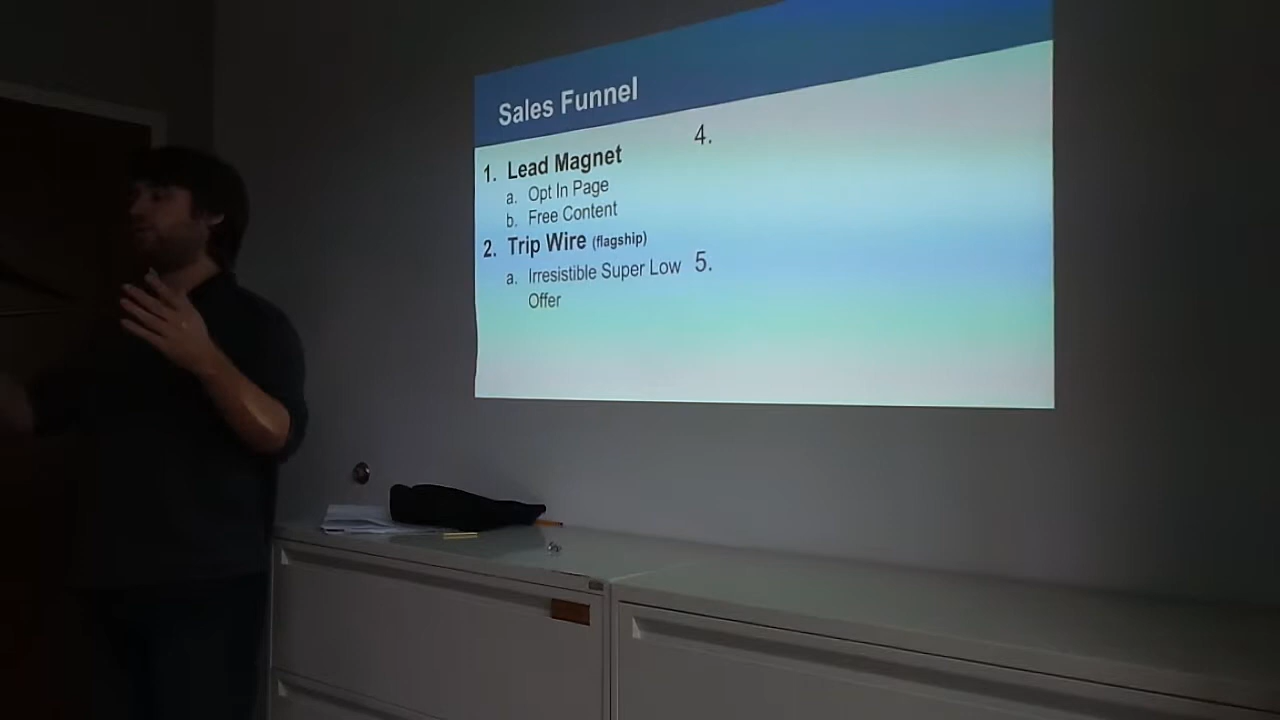 Sales Funnel
1. Lead Magnet
a. Opt In Page
b. Free Content
2. Trip Wire (flagship)
a. Irresistible Super Low
Offer
4.
5.